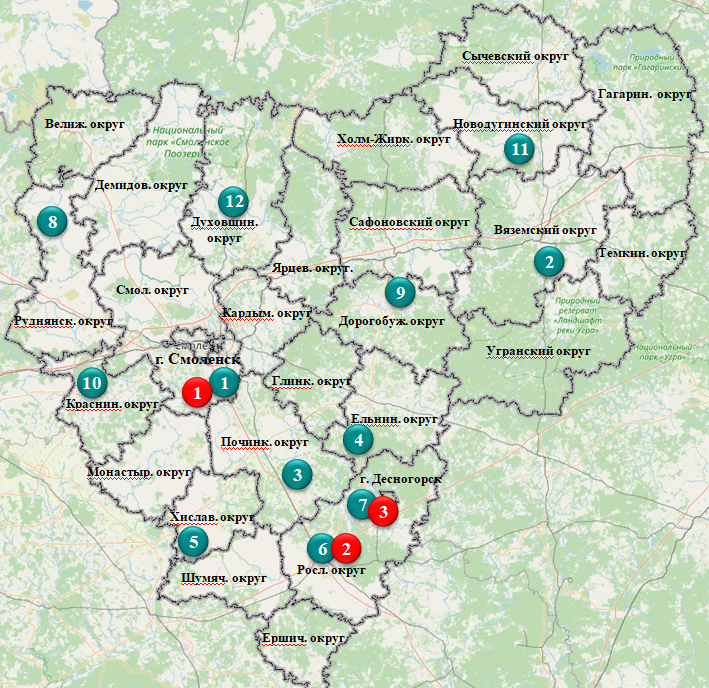 Сычевский округ
Природный
парк «Гагаринский»
Гагарин. округ
Велиж. округ
Национальный
парк «Смоленское
Поозерье»
Холм-Жирк. округ
Новодугинский округ
11
Демидов. округ
12
8
Духовщин.
округ
Сафоновский округ
Вяземский округ
2
Темкин. округ
Ярцев. округ.
Смол. округ
9
Руднянск. округ
Кардым. округ
Дорогобуж. округ
Природный
резерват
«Ландшафт
реки Угра»
Угранский округ
Национальный
парк «Угра»
г. Смоленск
10
1
1
Глинк. округ
Краснин. округ
Ельнин. округ
4
Починк. округ
Монастыр. округ
3
г. Десногорск
7
3
Хислав. округ
5
6
2
Росл. округ
Шумяч. округ
Ершич. округ